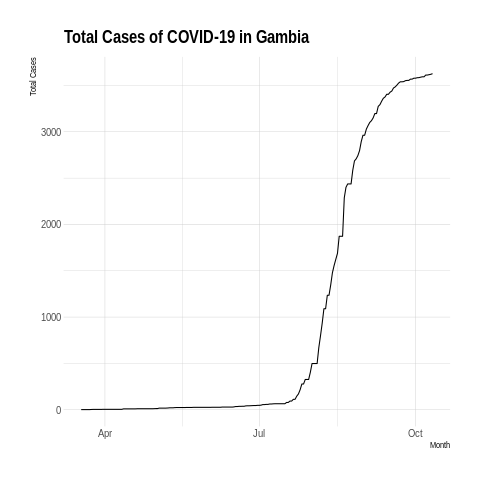 Total Cases of COVID-19 in Gambia
Total Cases
3000
2000
1000
0
Apr Jul Oct
Month